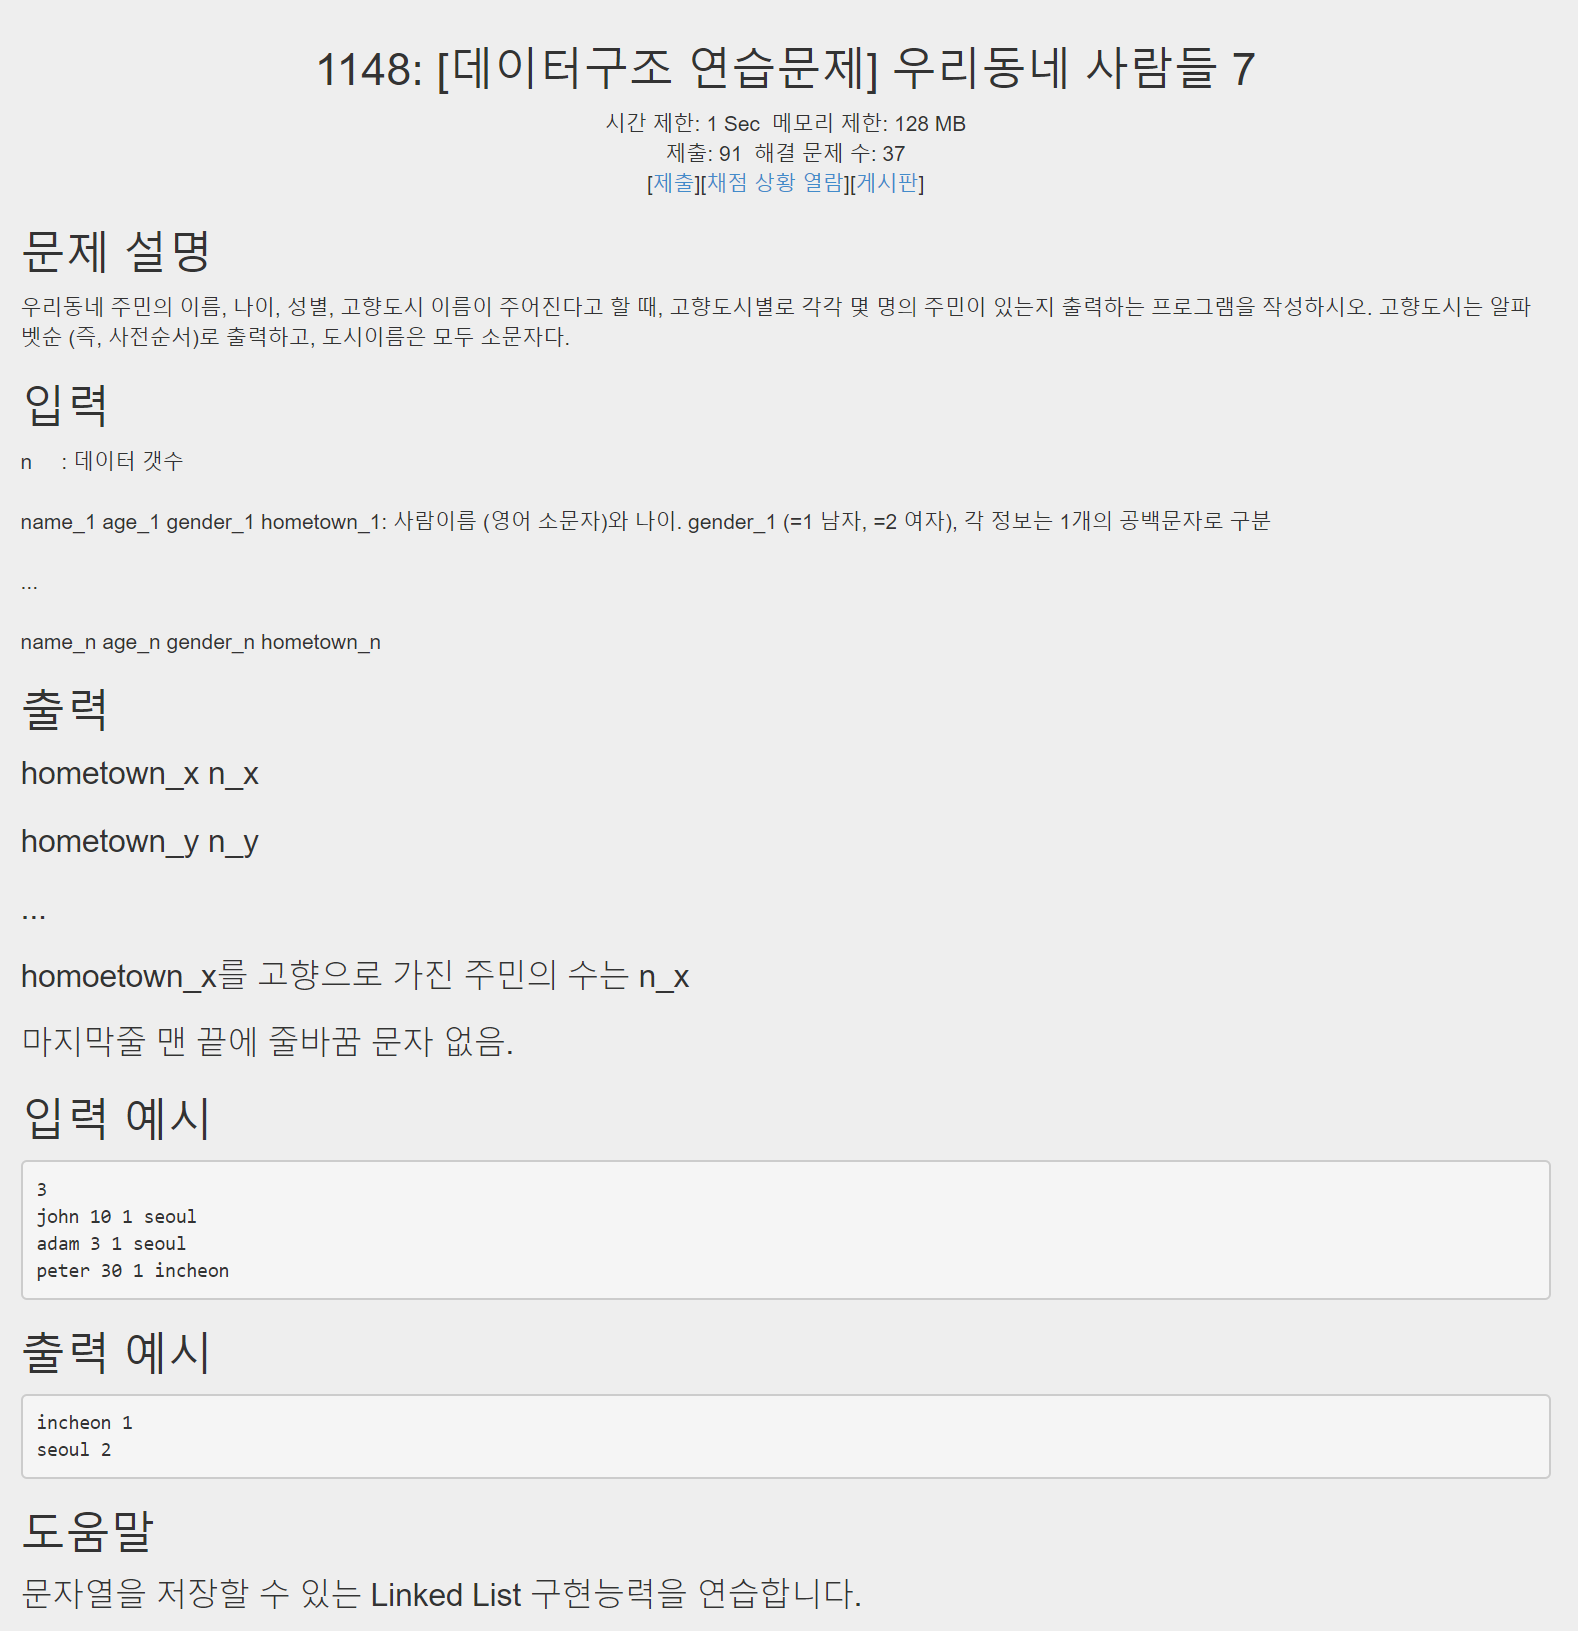 1148: [데이터구조 연습문제] 우리동네 사람들 7
시간 제한: 1 Sec  메모리 제한: 128 MB
제출: 91  해결 문제 수: 37
[제출][채점 상황 열람][게시판]
문제 설명
우리동네 주민의 이름, 나이, 성별, 고향도시 이름이 주어진다고 할 때, 고향도시별로 각각 몇 명의 주민이 있는지 출력하는 프로그램을 작성하시오. 고향도시는 알파
벳순 (즉, 사전순서)로 출력하고, 도시이름은 모두 소문자다.
입력
n     : 데이터 갯수
name_1 age_1 gender_1 hometown_1: 사람이름 (영어 소문자)와 나이. gender_1 (=1 남자, =2 여자), 각 정보는 1개의 공백문자로 구분
...
name_n age_n gender_n hometown_n
출력
hometown_x n_x
hometown_y n_y
...
homoetown_x를 고향으로 가진 주민의 수는 n_x
마지막줄 맨 끝에 줄바꿈 문자 없음.
입력 예시
3
john 10 1 seoul
adam 3 1 seoul
peter 30 1 incheon
출력 예시
incheon 1
seoul 2
도움말
문자열을 저장할 수 있는 Linked List 구현능력을 연습합니다.